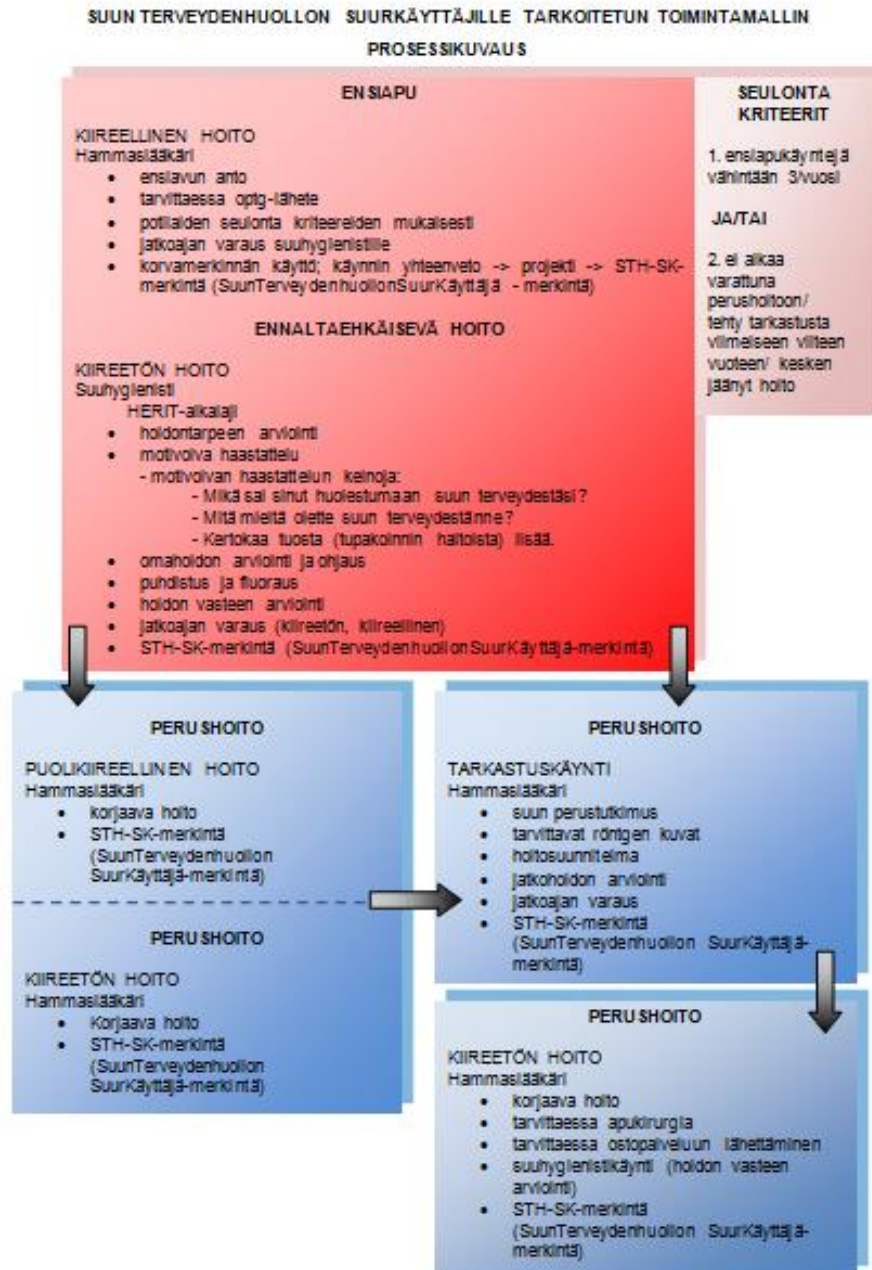 SUUN TERVEYDENHUOLLON SUURKÄYTTÄJILLE TARKOITETUN TOIMINTAMALLIN
PROSESSIKUVAUS
ENSIAPU
KIIREELLINEN HOITO
Hammaslääkäri
• ensiavun anto
• tarvittaessa optg-lähete
• potilaiden seulonta kriteereiden mukaisesti
• jatkoajan varaus suuhygienistille
• korvamerkinnän käyttö; käynnin yhteenveto -> projekti -> STH-SK-
merkintä (SuunTerveydenhuollonSuurKäyttäjä - merkintä)
ENNALTAEHKÄISEVÄ HOITO
KIIREETÖN HOITO
Suuhygienisti
HERIT-aikalaji
• hoidontarpeen arviointi
• motivoiva haastattelu
- motivoivan haastattelun keinoja:
- Mikä sai sinut huolestumaan suun terveydestäsi?
- Mitä mieltä olette suun terveydestänne?
- Kertokaa tuosta (tupakoinnin haitoista) lisää.
• omahoidon arviointi ja ohjaus
• puhdistus ja fluoraus
• hoidon vasteen arviointi
• jatkoajan varaus (kiireetön, kiireellinen)
• STH-SK-merkintä (SuunTerveydenhuollonSuurKäyttäjä-merkintä)
SEULONTA
KRITEERIT
1. ensiapukäyntejä
vähintään 3/vuosi
JA/TAI
2. ei aikaa
varattuna
perushoitoon/
tehty tarkastusta
viimeiseen viiteen
vuoteen/ kesken
jäänyt hoito
PERUSHOITO
PUOLIKIIREELLINEN HOITO
Hammaslääkäri
• korjaava hoito
• STH-SK-merkintä
(SuunTerveydenhuollon
SuurKäyttäjä-merkintä)
PERUSHOITO
KIIREETÖN HOITO
Hammaslääkäri
• Korjaava hoito
• STH-SK-merkintä
(SuunTerveydenhuollon
SuurKäyttäjä-merkintä)
PERUSHOITO
TARKASTUSKÄYNTI
Hammaslääkäri
• suun perustutkimus
• tarvittavat röntgen kuvat
• hoitosuunnitelma
• jatkohoidon arviointi
• jatkoajan varaus
• STH-SK-merkintä
(SuunTerveydenhuollon SuurKäyttäjä-
merkintä)
PERUSHOITO
KIIREETÖN HOITO
Hammaslääkäri
• korjaava hoito
• tarvittaessa apukirurgia
• tarvittaessa ostopalveluun lähettäminen
• suuhygienistikäynti (hoidon vasteen
arviointi)
• STH-SK-merkintä
(SuunTerveydenhuollon SuurKäyttäjä-
merkintä)